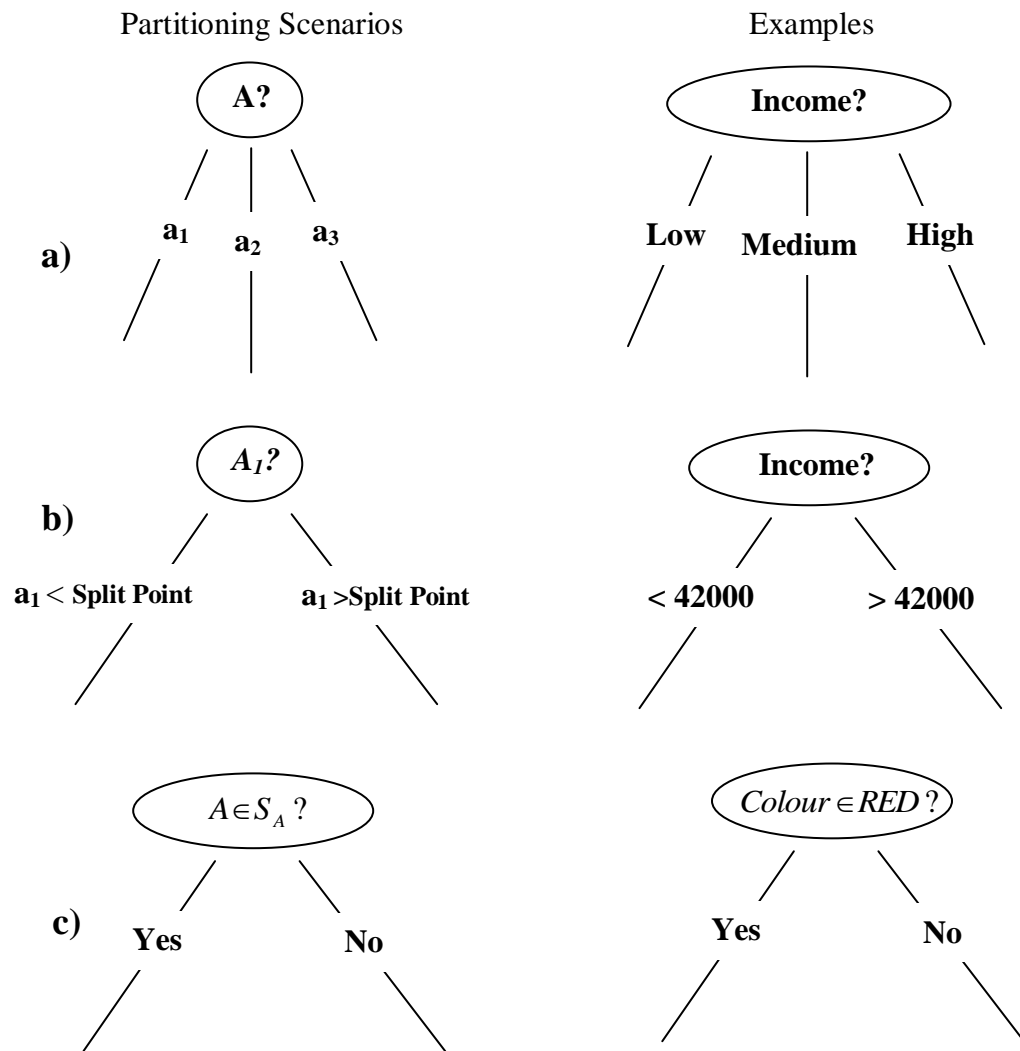 Partitioning Scenarios Examples
A? Income?
a) a₁ a₂ a₃ Low Medium High
A₁? Income?
b)
a₁ < Split Point a₁ >Split Point < 42000 > 42000
A∈S_A ? Colour∈RED ?
c) Yes No Yes No